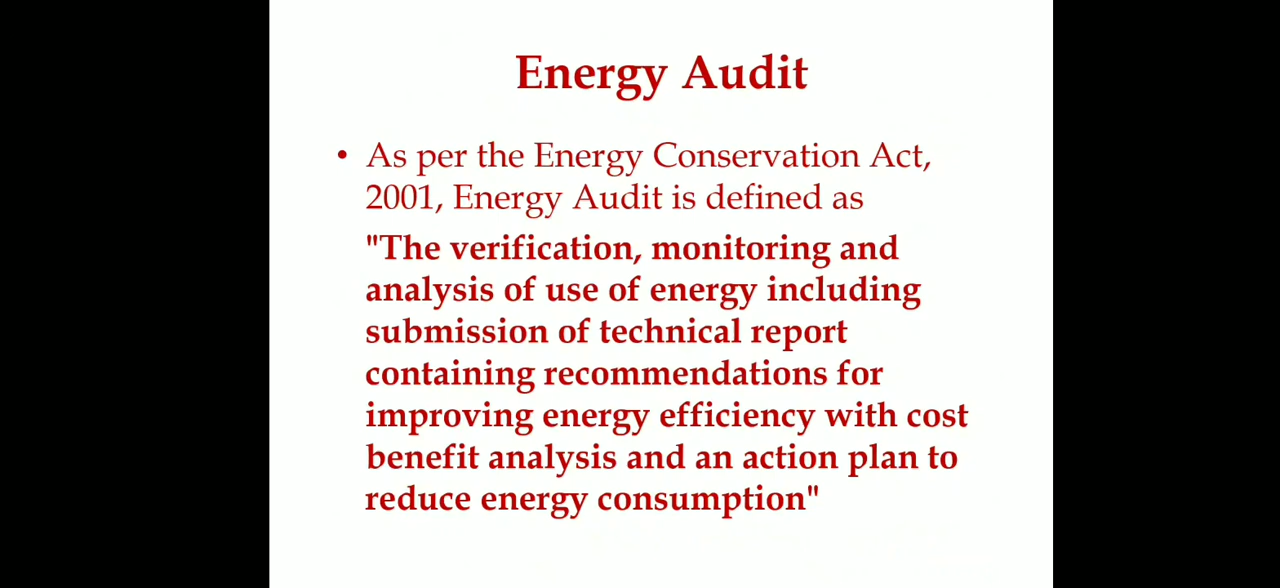 Energy Audit
• As per the Energy Conservation Act,
2001, Energy Audit is defined as
"The verification, monitoring and
analysis of use of energy including
submission of technical report
containing recommendations for
improving energy efficiency with cost
benefit analysis and an action plan to
reduce energy consumption"